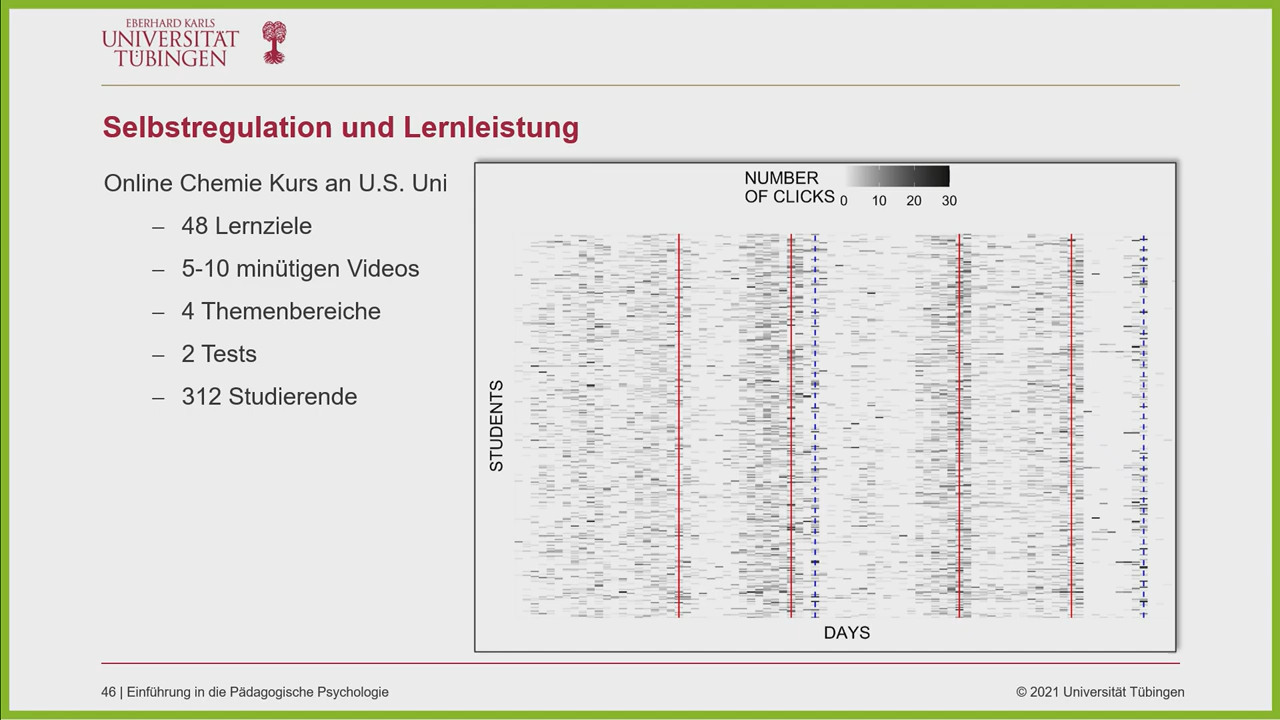 EBERHARD KARLS
UNIVERSITÄT
TÜBINGEN
Selbstregulation und Lernleistung
Online Chemie Kurs an U.S. Uni
– 48 Lernziele
– 5-10 minütigen Videos
– 4 Themenbereiche
– 2 Tests
– 312 Studierende
NUMBER
OF CLICKS
0 10 20 30
STUDENTS
DAYS
46 | Einführung in die Pädagogische Psychologie
© 2021 Universität Tübingen